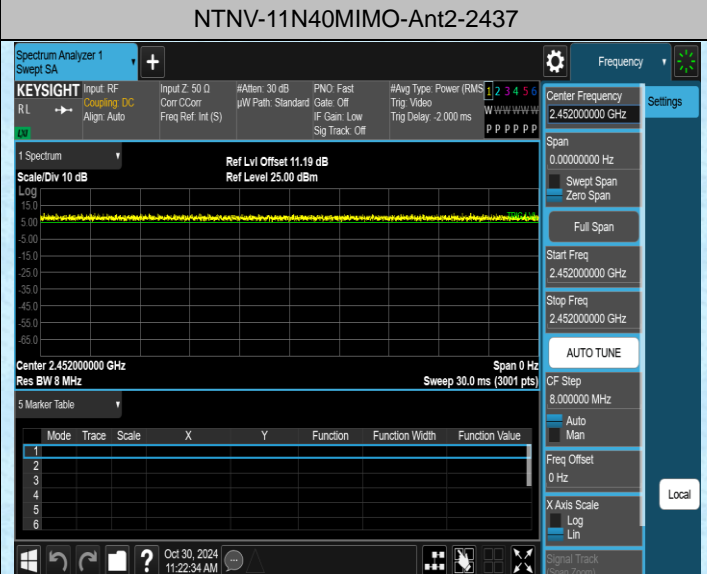 NTNV-11N40MIMO-Ant2-2437
Spectrum Analyzer 1
Swept SA
Frequency
KEYSIGHT
RL
LXI
Input: RF
Coupling: DC
Align: Auto
Input Z: 50 Ω
Corr CCorr
Freq Ref: Int (S)
#Atten: 30 dB
µW Path: Standard
PNO: Fast
Gate: Off
IF Gain: Low
Sig Track: Off
#Avg Type: Power (RMS
Trig: Video
Trig Delay: -2.000 ms
1 2 3 4 5 6
W W W W W W
P P P P P P
1 Spectrum
Scale/Div 10 dB
Ref Lvl Offset 11.19 dB
Ref Level 25.00 dBm
Log
15.0
5.00
-5.00
-15.0
-25.0
-35.0
-45.0
-55.0
-65.0
Center 2.452000000 GHz
Res BW 8 MHz
Span 0 Hz
Sweep 30.0 ms (3001 pts)
5 Marker Table
Mode Trace Scale X Y Function Function Width Function Value
1
2
3
4
5
6
Oct 30, 2024
11:22:34 AM
Center Frequency
2.452000000 GHz
Settings
Span
0.00000000 Hz
Swept Span
Zero Span
Full Span
Start Freq
2.452000000 GHz
Stop Freq
2.452000000 GHz
AUTO TUNE
CF Step
8.000000 MHz
Auto
Man
Freq Offset
0 Hz
X Axis Scale
Log
Lin
Local
Signal Track
(Span Zoom)